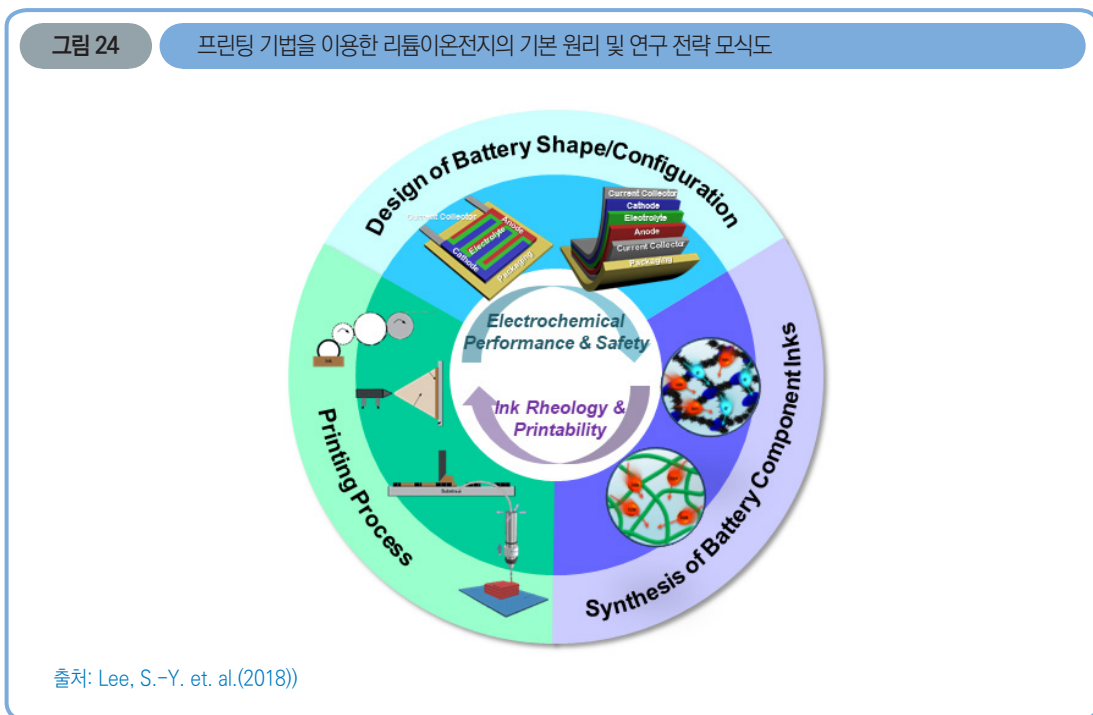 그림 24
프린팅 기법을 이용한 리튬이온전지의 기본 원리 및 연구 전략 모식도
Design of Battery Shape/Configuration
Current Collector
Anode
Electrolyte
Cathode
Packaging
Current Collector
Cathode
Electrolyte
Anode
Current Collector
Packaging
Electrochemical
Performance & Safety
Ink Rheology &
Printability
Printing Process
Substrate
Synthesis of Battery Component Inks
출처: Lee, S.-Y. et. al.(2018))